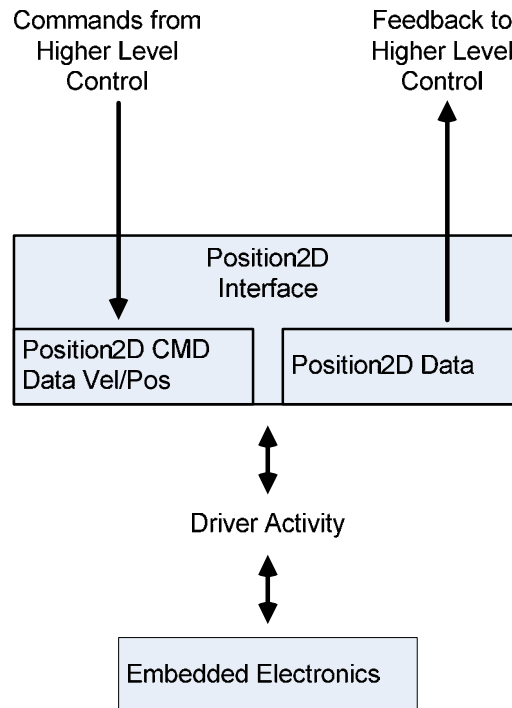 Commands from
Higher Level
Control
Feedback to
Higher Level
Control
Position2D
Interface
Position2D CMD
Data Vel/Pos
Position2D Data
Driver Activity
Embedded Electronics